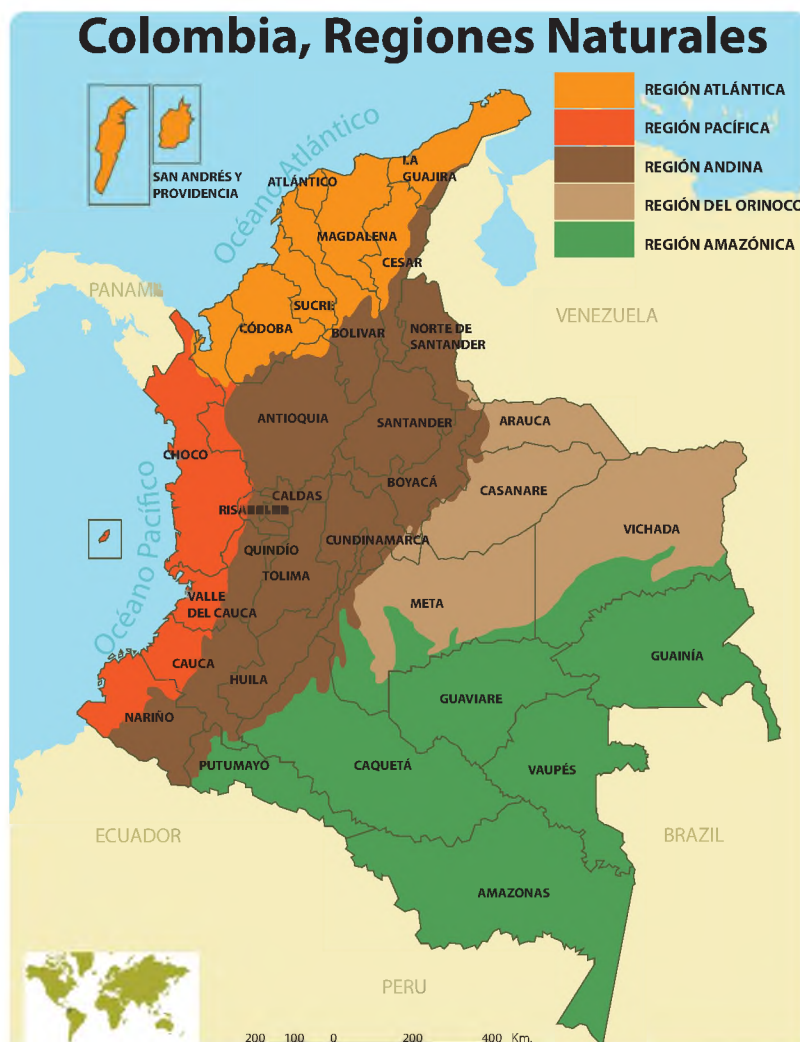 Colombia, Regiones Naturales
REGIÓN ATLÁNTICA
REGIÓN PACÍFICA
REGIÓN ANDINA
REGIÓN DEL ORINOCO
REGIÓN AMAZÓNICA
SAN ANDRÉS Y
PROVIDENCIA
Océano Atlántico
LA
GUAJIRA
ATLÁNTICO
MAGDALENA
CESAR
PANAMÁ
SUCRE
CÓDOBA
BOLIVAR
NORTE DE
SANTANDER
VENEZUELA
ANTIOQUIA
SANTANDER
ARAUCA
CHOCO
BOYACÁ
CASANARE
CALDAS
VICHADA
CUNDINAMARCA
QUINDÍO
TOLIMA
Océano Pacífico
VALLE
DEL CAUCA
META
CAUCA
GUAINÍA
HUILA
GUAVIARE
NARIÑO
PUTUMAYO
CAQUETÁ
VAUPÉS
ECUADOR
BRAZIL
AMAZONAS
PERU
200 100 0 200 400 Km.